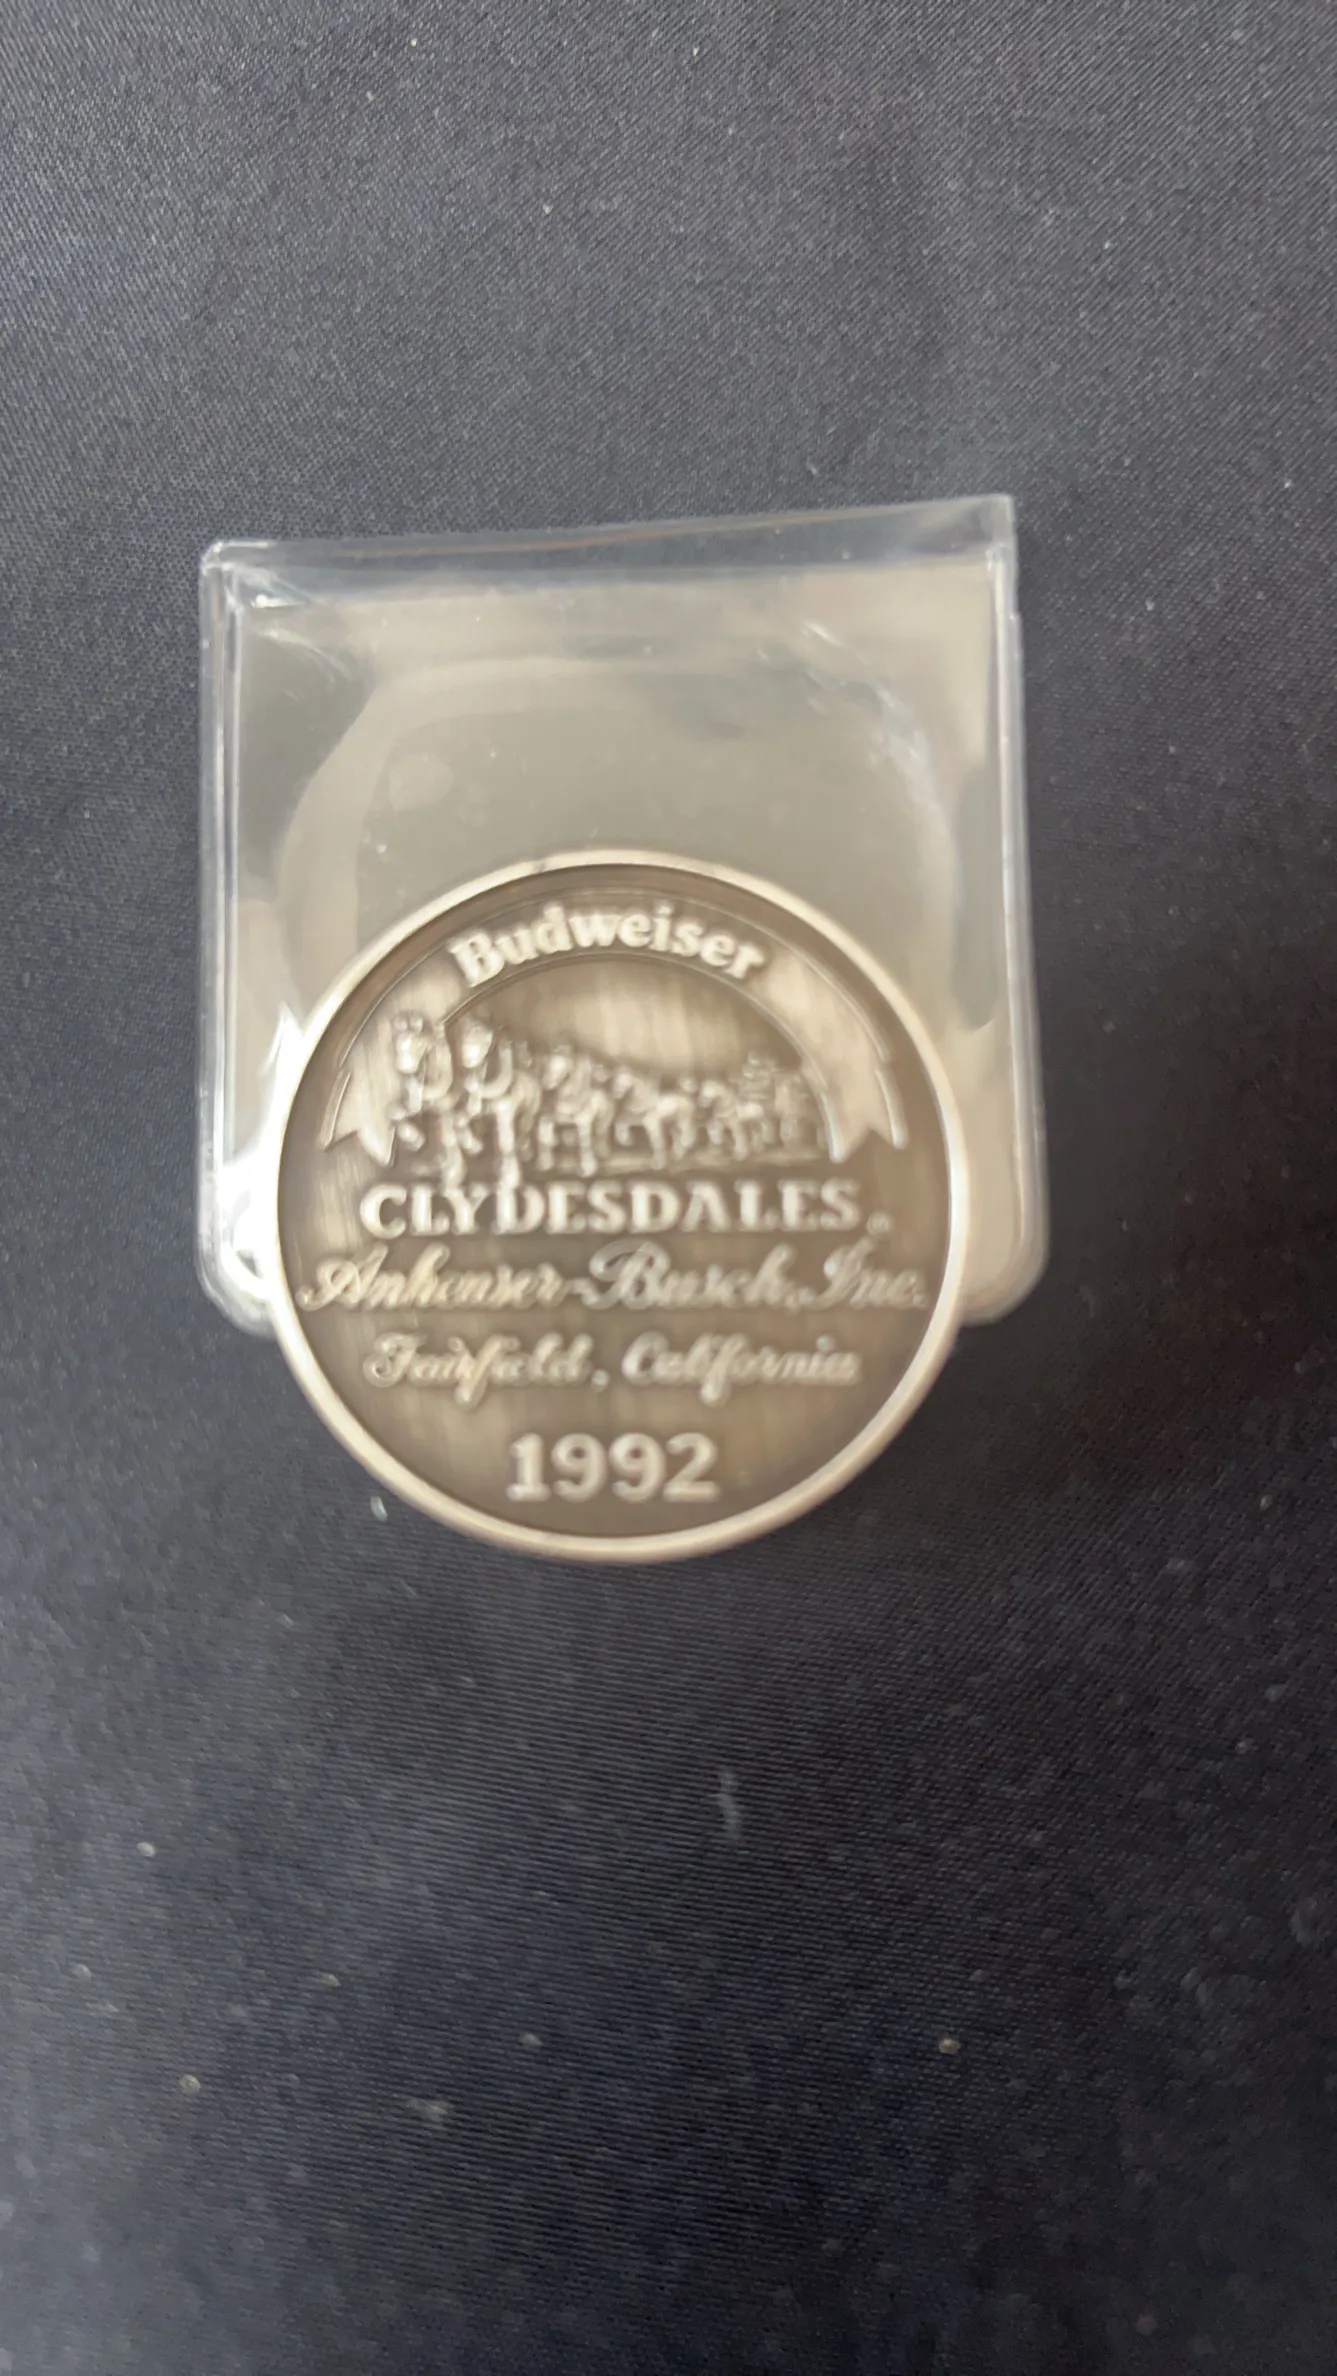 Budweiser
CLYDESDALES®
Anheuser-Busch, Inc.
Fairfield, California
1992